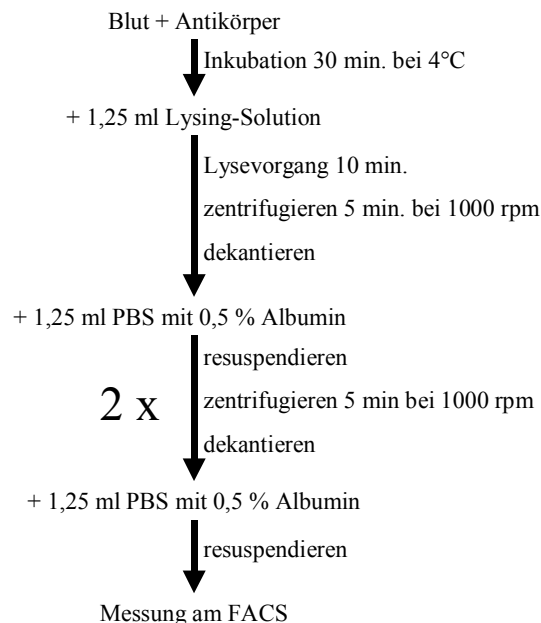 Blut + Antikörper
Inkubation 30 min. bei 4°C
+ 1,25 ml Lysing-Solution
Lysevorgang 10 min.
zentrifugieren 5 min. bei 1000 rpm
dekantieren
+ 1,25 ml PBS mit 0,5 % Albumin
resuspendieren
2 x
zentrifugieren 5 min bei 1000 rpm
dekantieren
+ 1,25 ml PBS mit 0,5 % Albumin
resuspendieren
Messung am FACS